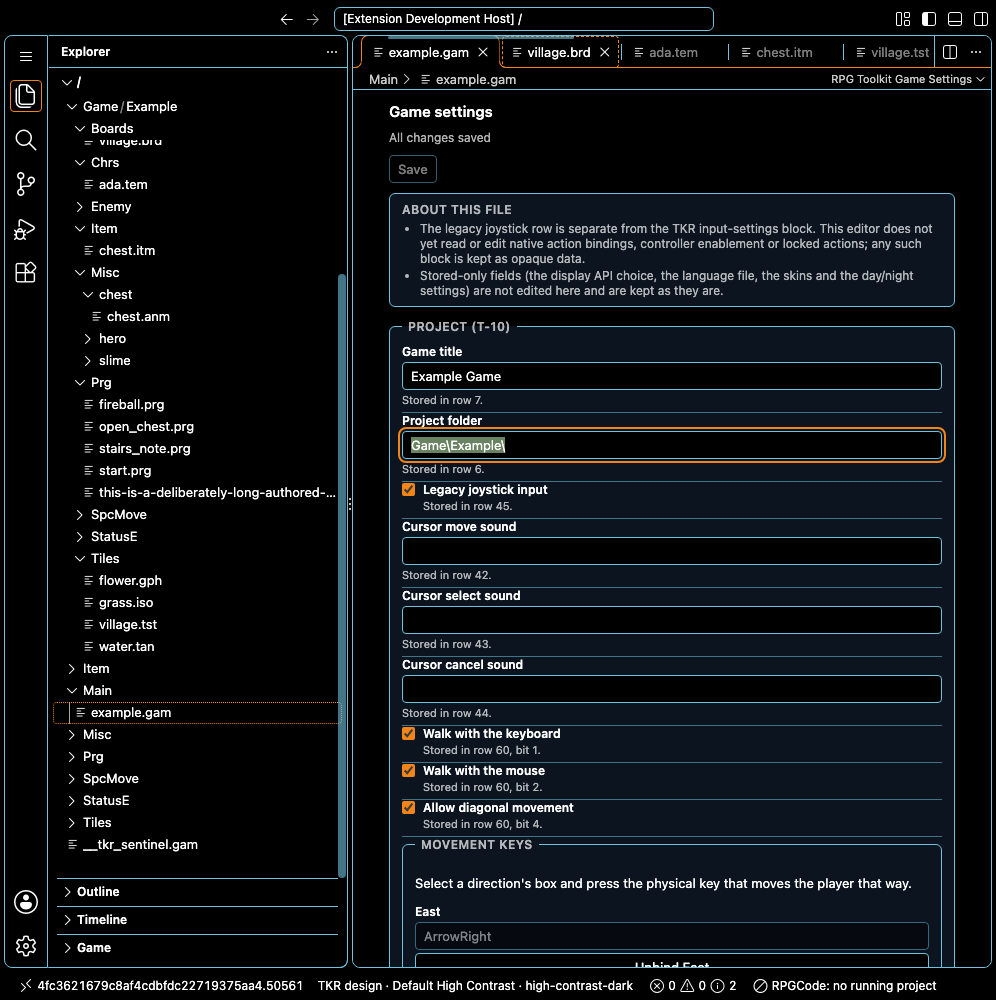 [Extension Development Host] /
Explorer
/
Game/Example
Boards
village.brd
Chrs
ada.tem
Enemy
Item
chest.itm
Misc
chest
chest.anm
hero
slime
Prg
fireball.prg
open_chest.prg
stairs_note.prg
start.prg
this-is-a-deliberately-long-authored-...
SpcMove
StatusE
Tiles
flower.gph
grass.iso
village.tst
water.tan
Item
Main
example.gam
Misc
Prg
SpcMove
StatusE
Tiles
__tkr_sentinel.gam
Outline
Timeline
Game
example.gam village.brd ada.tem chest.itm village.tst
Main > example.gam RPG Toolkit Game Settings
Game settings
All changes saved
Save
ABOUT THIS FILE
• The legacy joystick row is separate from the TKR input-settings block. This editor does not
yet read or edit native action bindings, controller enablement or locked actions; any such
block is kept as opaque data.
• Stored-only fields (the display API choice, the language file, the skins and the day/night
settings) are not edited here and are kept as they are.
PROJECT (T-10)
Game title
Example Game
Stored in row 7.
Project folder
Game\Example\
Stored in row 6.
Legacy joystick input
Stored in row 45.
Cursor move sound
Stored in row 42.
Cursor select sound
Stored in row 43.
Cursor cancel sound
Stored in row 44.
Walk with the keyboard
Stored in row 60, bit 1.
Walk with the mouse
Stored in row 60, bit 2.
Allow diagonal movement
Stored in row 60, bit 4.
MOVEMENT KEYS
Select a direction's box and press the physical key that moves the player that way.
East
ArrowRight
Unbind East
4fc3621679c8af4cdbfdc22719375aa4.50561 TKR design · Default High Contrast · high-contrast-dark 0 0 2 RPGCode: no running project